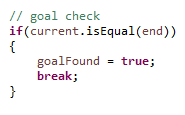 // goal check
if(current.isEqual(end))
{
    goalFound = true;
    break;
}